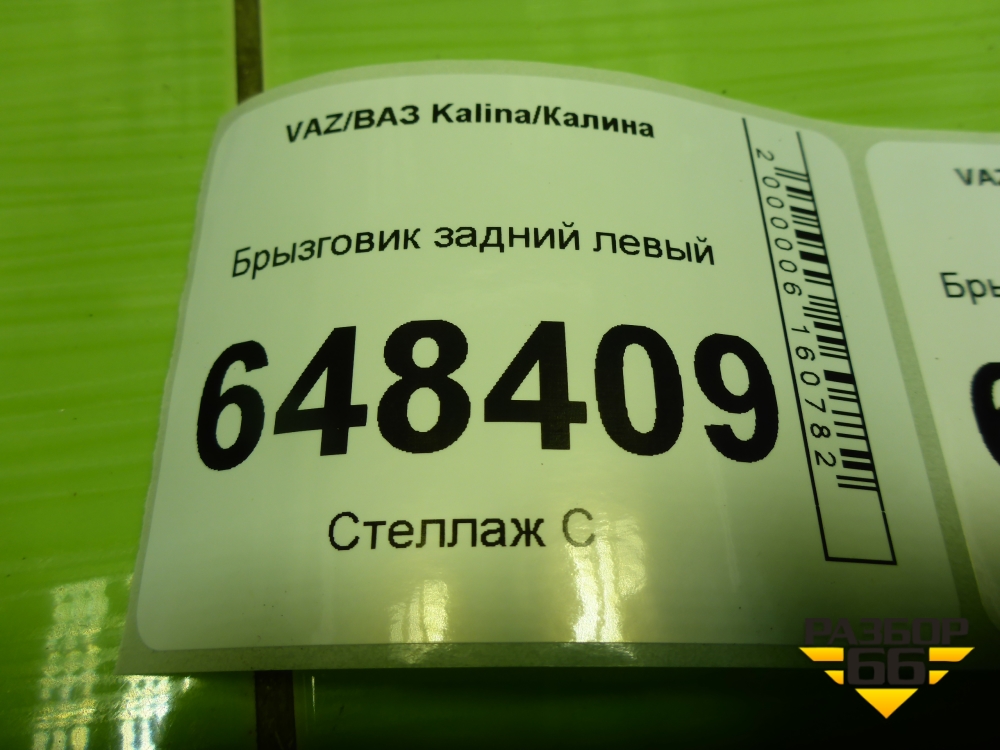 VAZ/ВАЗ Kalina/Калина
Брызговик задний левый
648409
Стеллаж С
2000006160782
РАЗБОР
66